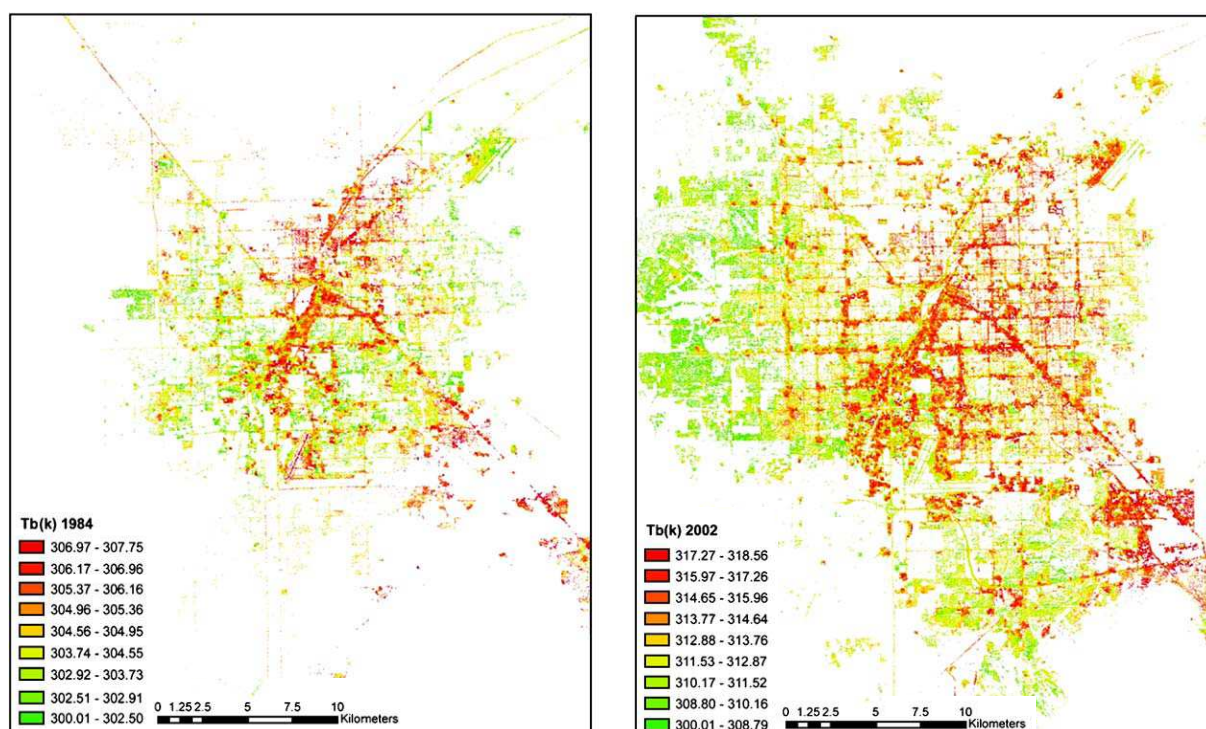 Tb(k) 1984
306.97 - 307.75
306.17 - 306.96
305.37 - 306.16
304.96 - 305.36
304.56 - 304.95
303.74 - 304.55
302.92 - 303.73
302.51 - 302.91
300.01 - 302.50
0 1.25 2.5 5 7.5 10
Kilometers
Tb(k) 2002
317.27 - 318.56
315.97 - 317.26
314.65 - 315.96
313.77 - 314.64
312.88 - 313.76
311.53 - 312.87
310.17 - 311.52
308.80 - 310.16
300.01 - 308.79
0 1.25 2.5 5 7.5 10
Kilometers